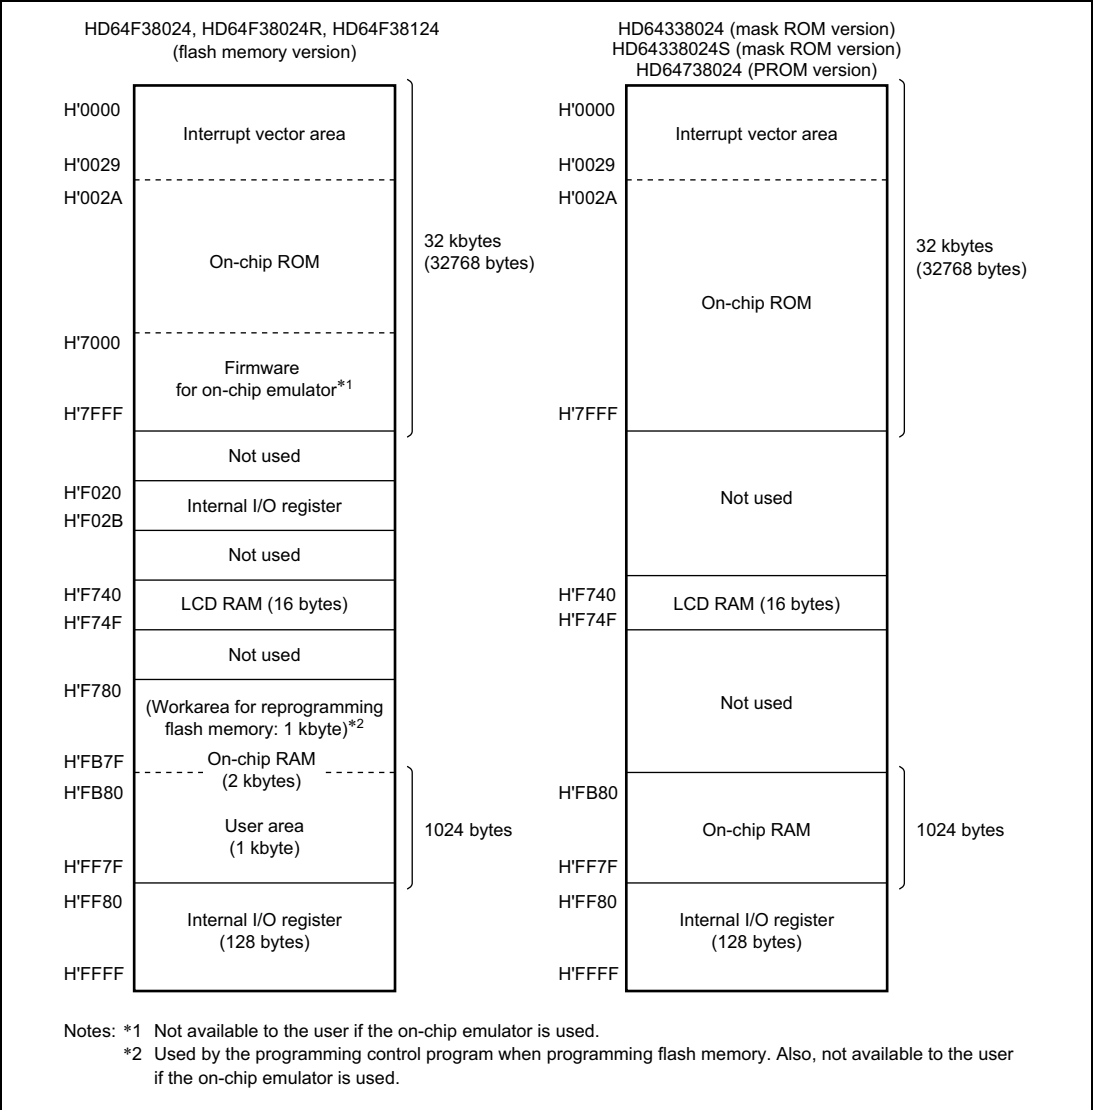 HD64F38024, HD64F38024R, HD64F38124
(flash memory version)
H'0000
Interrupt vector area
H'0029
H'002A
On-chip ROM
32 kbytes
(32768 bytes)
H'7000
Firmware
for on-chip emulator*1
H'7FFF
Not used
H'F020
Internal I/O register
H'F02B
Not used
H'F740
LCD RAM (16 bytes)
H'F74F
Not used
H'F780
(Workarea for reprogramming
flash memory: 1 kbyte)*2
H'FB7F
On-chip RAM
(2 kbytes)
H'FB80
User area
(1 kbyte)
1024 bytes
H'FF7F
H'FF80
Internal I/O register
(128 bytes)
H'FFFF
HD64338024 (mask ROM version)
HD64338024S (mask ROM version)
HD64738024 (PROM version)
H'0000
Interrupt vector area
H'0029
H'002A
32 kbytes
(32768 bytes)
On-chip ROM
H'7FFF
Not used
H'F740
LCD RAM (16 bytes)
H'F74F
Not used
H'FB80
On-chip RAM
1024 bytes
H'FF7F
H'FF80
Internal I/O register
(128 bytes)
H'FFFF
Notes: *1 Not available to the user if the on-chip emulator is used.
*2 Used by the programming control program when programming flash memory. Also, not available to the user
if the on-chip emulator is used.